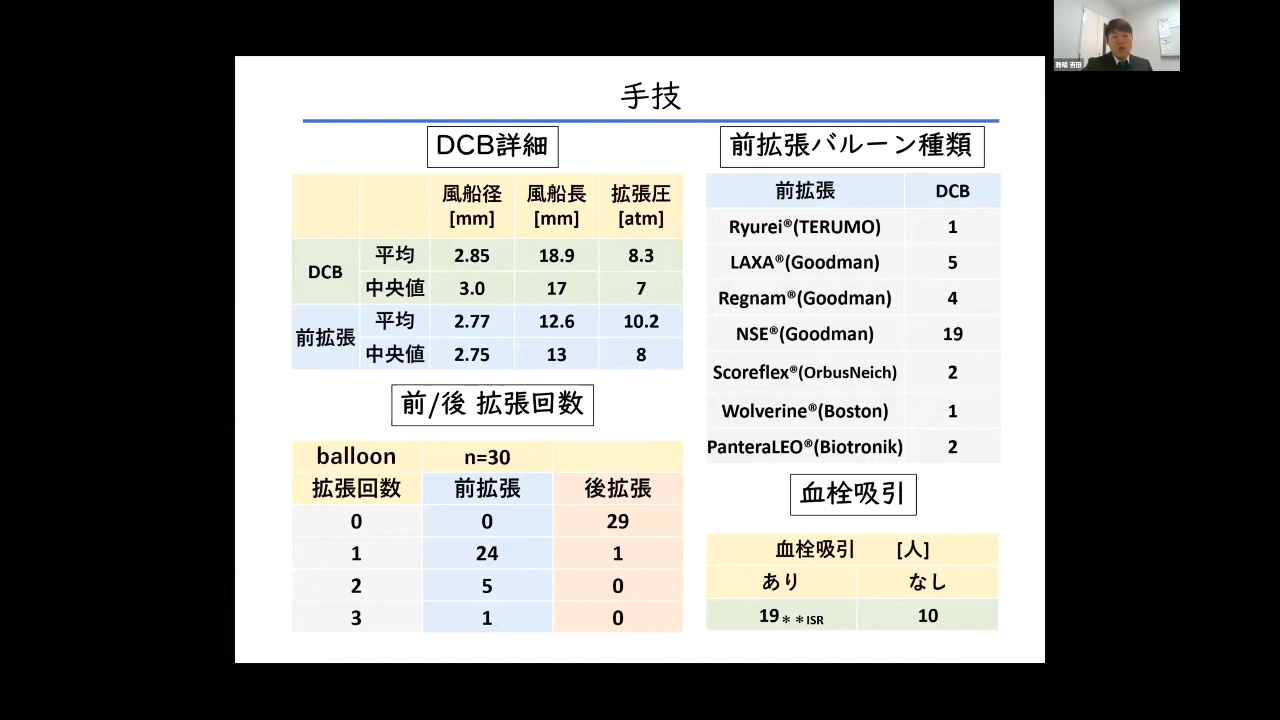 手技
DCB詳細
風船径 [mm] 風船長 [mm] 拡張圧 [atm]
DCB 平均 2.85 18.9 8.3
中央値 3.0 17 7
前拡張 平均 2.77 12.6 10.2
中央値 2.75 13 8
前/後 拡張回数
balloon n=30
拡張回数 前拡張 後拡張
0 0 29
1 24 1
2 5 0
3 1 0
前拡張バルーン種類
前拡張 DCB
Ryurei®(TERUMO) 1
LAXA®(Goodman) 5
Regnam®(Goodman) 4
NSE®(Goodman) 19
Scoreflex®(OrbusNeich) 2
Wolverine®(Boston) 1
PanteraLEO®(Biotronik) 2
血栓吸引
血栓吸引 [人]
あり なし
19＊＊ISR 10
吉田